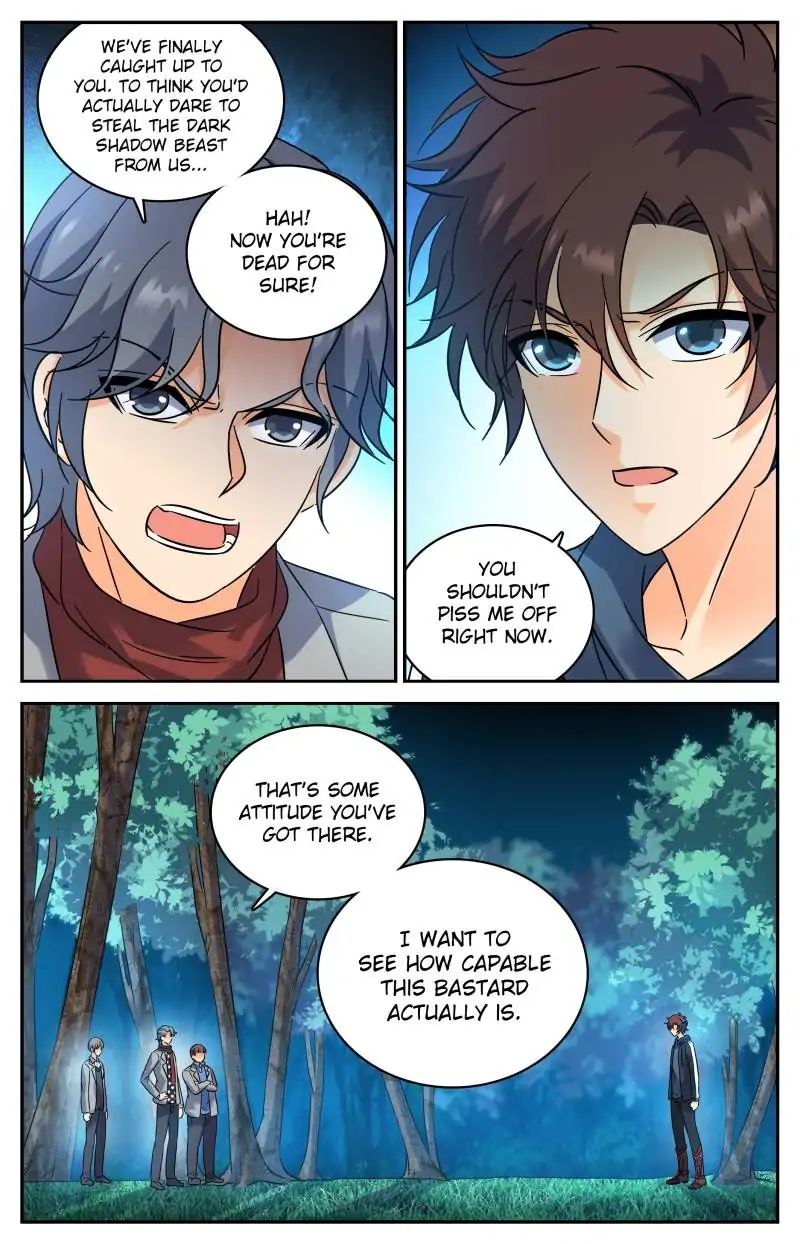 WE'VE FINALLY
CAUGHT UP TO
YOU. TO THINK YOU'D
ACTUALLY DARE TO
STEAL THE DARK
SHADOW BEAST
FROM US...
HAH!
NOW YOU'RE
DEAD FOR
SURE!
YOU
SHOULDN'T
PISS ME OFF
RIGHT NOW.
THAT'S SOME
ATTITUDE YOU'VE
GOT THERE.
I WANT TO
SEE HOW CAPABLE
THIS BASTARD
ACTUALLY IS.